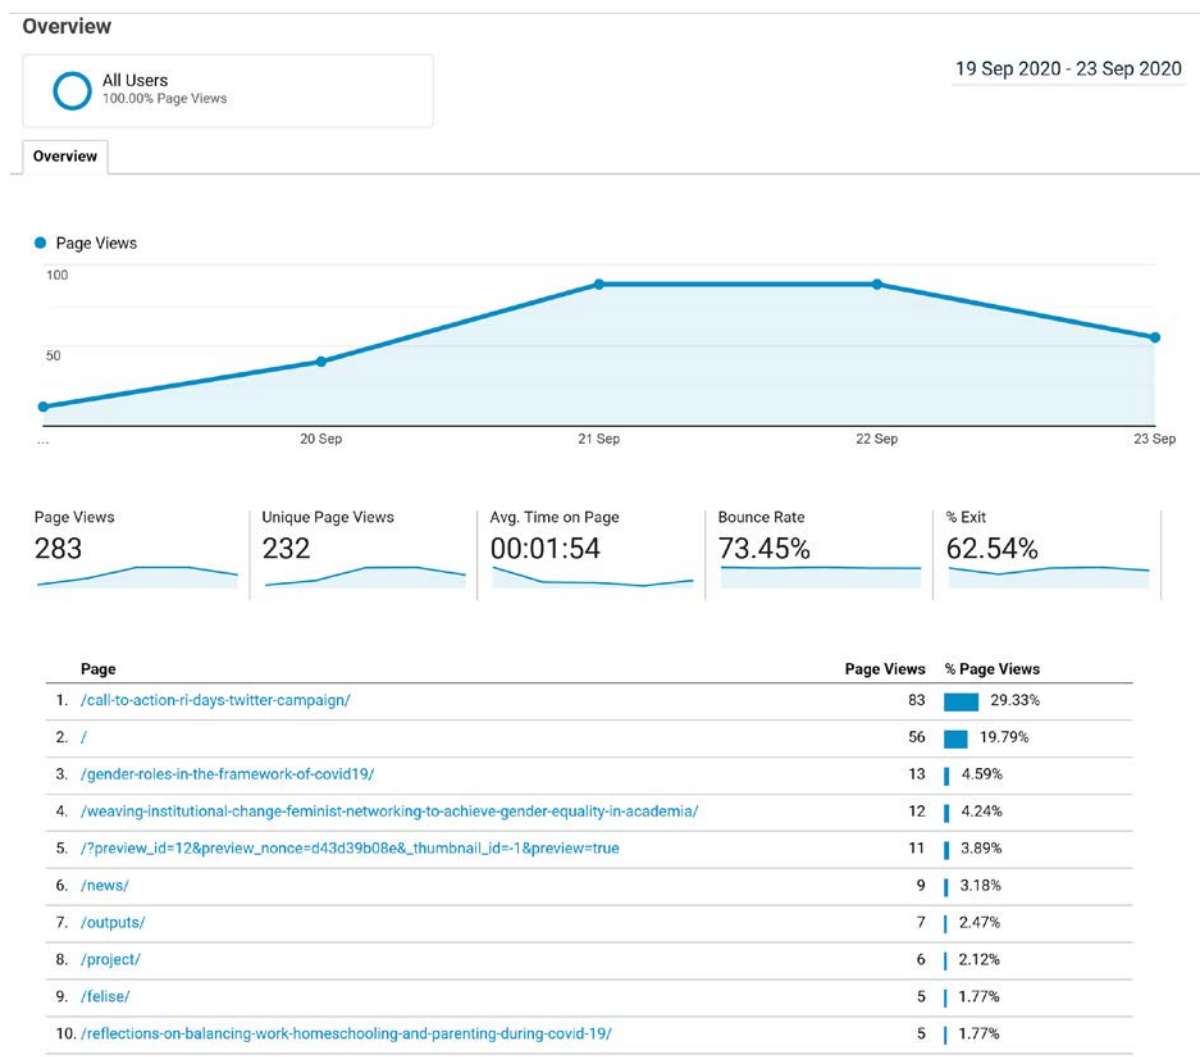 Overview
All Users
100.00% Page Views
19 Sep 2020 - 23 Sep 2020
Overview
Page Views
100
50
... 20 Sep 21 Sep 22 Sep 23 Sep
Page Views Unique Page Views Avg. Time on Page Bounce Rate % Exit
283 232 00:01:54 73.45% 62.54%
Page Page Views % Page Views
1. /call-to-action-ri-days-twitter-campaign/ 83 29.33%
2. / 56 19.79%
3. /gender-roles-in-the-framework-of-covid19/ 13 4.59%
4. /weaving-institutional-change-feminist-networking-to-achieve-gender-equality-in-academia/ 12 4.24%
5. /?preview_id=12&preview_nonce=d43d39b08e&_thumbnail_id=-1&preview=true 11 3.89%
6. /news/ 9 3.18%
7. /outputs/ 7 2.47%
8. /project/ 6 2.12%
9. /felise/ 5 1.77%
10. /reflections-on-balancing-work-homeschooling-and-parenting-during-covid-19/ 5 1.77%